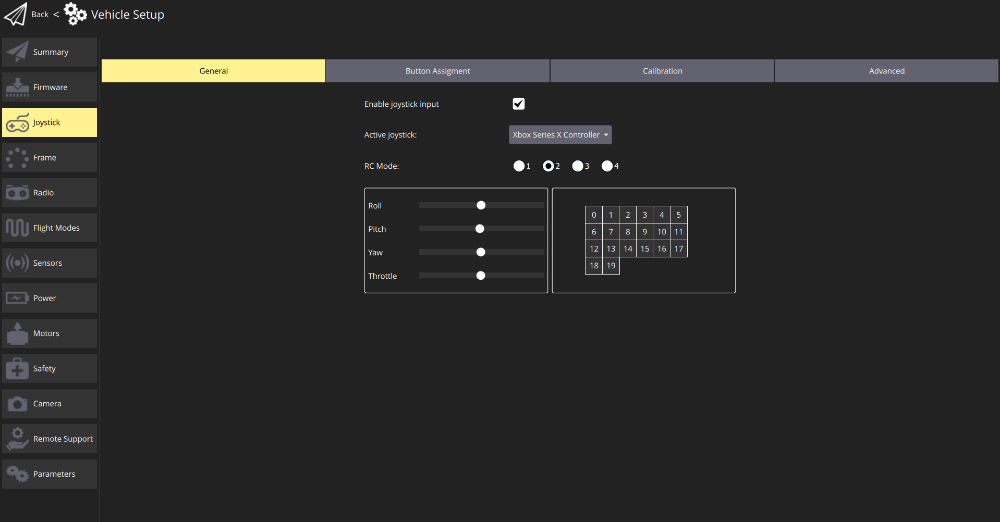 Back < Vehicle Setup
Summary
Firmware
Joystick
Frame
Radio
Flight Modes
Sensors
Power
Motors
Safety
Camera
Remote Support
Parameters
General Button Assigment Calibration Advanced
Enable joystick input
Active joystick: Xbox Series X Controller
RC Mode: 1 2 3 4
Roll
Pitch
Yaw
Throttle
0 1 2 3 4 5
6 7 8 9 10 11
12 13 14 15 16 17
18 19